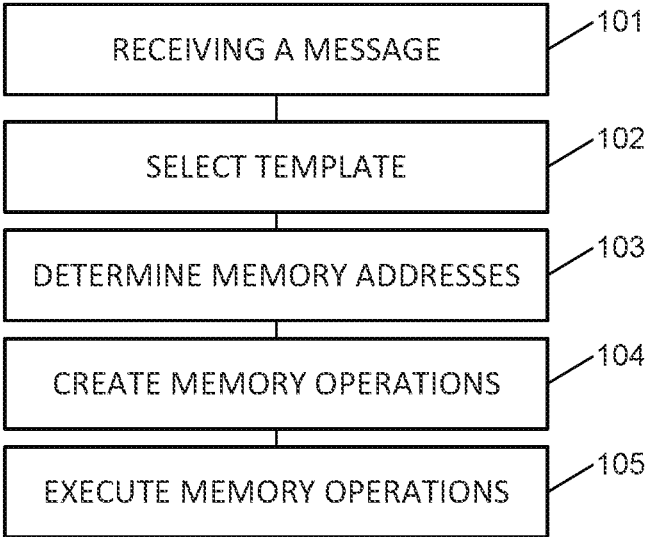 RECEIVING A MESSAGE
101
SELECT TEMPLATE
102
DETERMINE MEMORY ADDRESSES
103
CREATE MEMORY OPERATIONS
104
EXECUTE MEMORY OPERATIONS
105